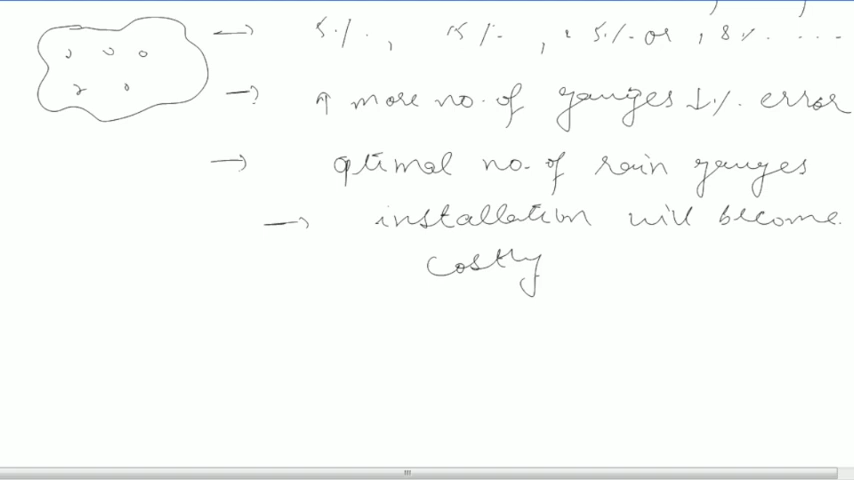 → 5%, 15%, 5% or , 8% ....
→ ↑ more no. of gauges ↓ % error
→ optimal no. of rain gauges
→ installation will become
costly